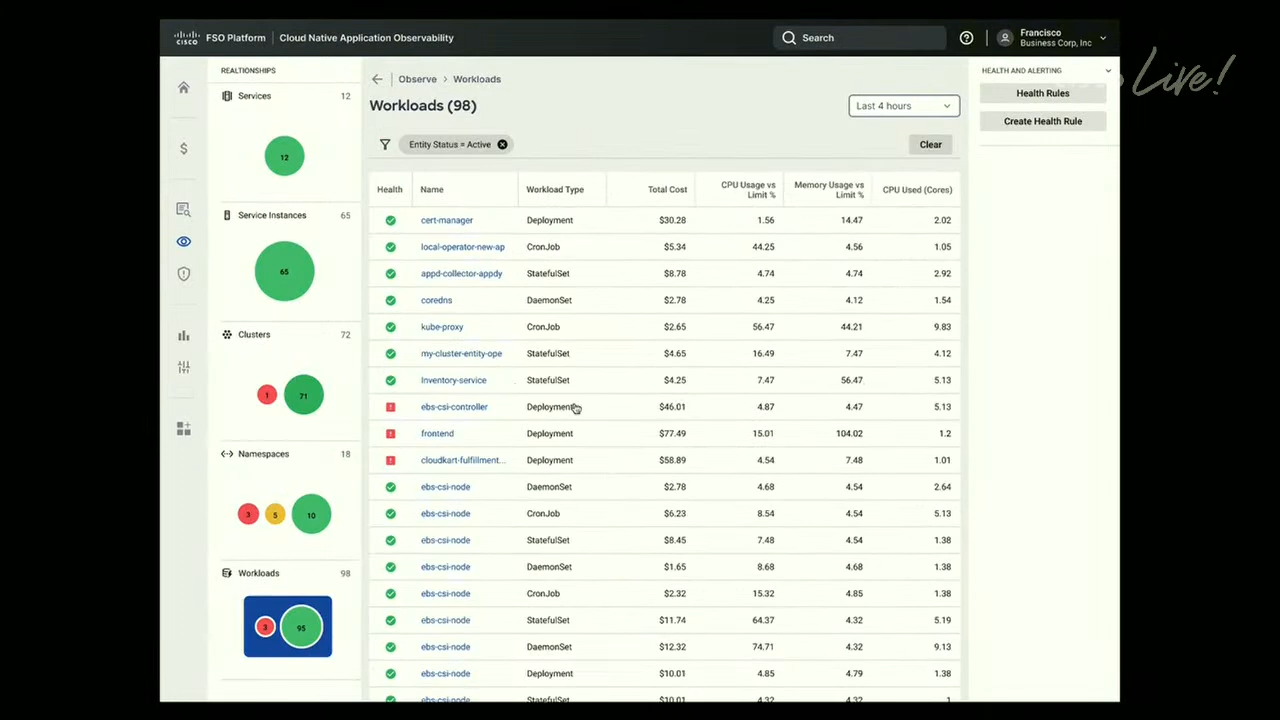 CISCO FSO Platform | Cloud Native Application Observability
Search
Francisco
Business Corp, Inc
Live!
REALTIONSHIPS
Services 12
12
Service Instances 65
65
Clusters 72
1 71
Namespaces 18
3 5 10
Workloads 98
3 95
Observe > Workloads
Workloads (98)
Last 4 hours
Entity Status = Active
Clear
Health Name Workload Type Total Cost CPU Usage vs Limit % Memory Usage vs Limit % CPU Used (Cores)
cert-manager Deployment $30.28 1.56 14.47 2.02
local-operator-new-ap CronJob $5.34 44.25 4.56 1.05
appd-collector-appdy StatefulSet $8.78 4.74 4.74 2.92
coredns DaemonSet $2.78 4.25 4.12 1.54
kube-proxy CronJob $2.65 56.47 44.21 9.83
my-cluster-entity-ope StatefulSet $4.65 16.49 7.47 4.12
Inventory-service StatefulSet $4.25 7.47 56.47 5.13
ebs-csi-controller Deployment $46.01 4.87 4.47 5.13
frontend Deployment $77.49 15.01 104.02 1.2
cloudkart-fulfillment... Deployment $58.89 4.54 7.48 1.01
ebs-csi-node DaemonSet $2.78 4.68 4.54 2.64
ebs-csi-node CronJob $6.23 8.54 4.54 5.13
ebs-csi-node StatefulSet $8.45 7.48 4.54 1.38
ebs-csi-node DaemonSet $1.65 8.68 4.68 1.38
ebs-csi-node CronJob $2.32 15.32 4.85 1.38
ebs-csi-node StatefulSet $11.74 64.37 4.32 5.19
ebs-csi-node DaemonSet $12.32 74.71 4.32 9.13
ebs-csi-node Deployment $10.01 4.85 4.79 1.38
ebs-csi-node StatefulSet $10.01 4.32 4.32 1
HEALTH AND ALERTING
Health Rules
Create Health Rule